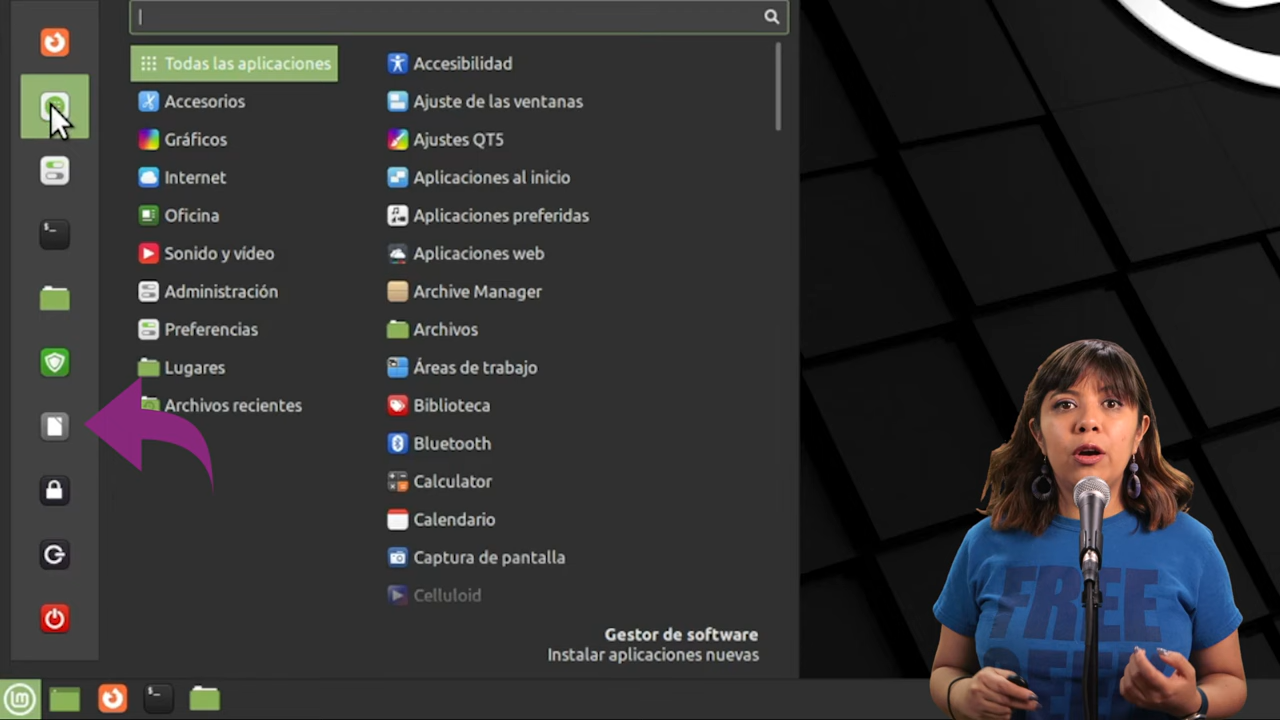 Todas las aplicaciones
Accesorios
Gráficos
Internet
Oficina
Sonido y vídeo
Administración
Preferencias
Lugares
Archivos recientes
Accesibilidad
Ajuste de las ventanas
Ajustes QT5
Aplicaciones al inicio
Aplicaciones preferidas
Aplicaciones web
Archive Manager
Archivos
Áreas de trabajo
Biblioteca
Bluetooth
Calculator
Calendario
Captura de pantalla
Celluloid
Gestor de software
Instalar aplicaciones nuevas
FREE